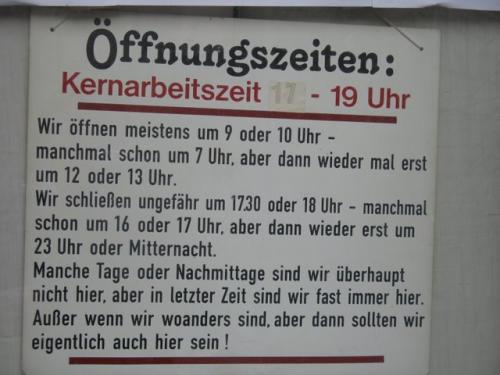 Öffnungszeiten:
Kernarbeitszeit 17 - 19 Uhr
Wir öffnen meistens um 9 oder 10 Uhr -
manchmal schon um 7 Uhr, aber dann wieder mal erst
um 12 oder 13 Uhr.
Wir schließen ungefähr um 17.30 oder 18 Uhr - manchmal
schon um 16 oder 17 Uhr, aber dann wieder erst um
23 Uhr oder Mitternacht.
Manche Tage oder Nachmittage sind wir überhaupt
nicht hier, aber in letzter Zeit sind wir fast immer hier.
Außer wenn wir woanders sind, aber dann sollten wir
eigentlich auch hier sein !